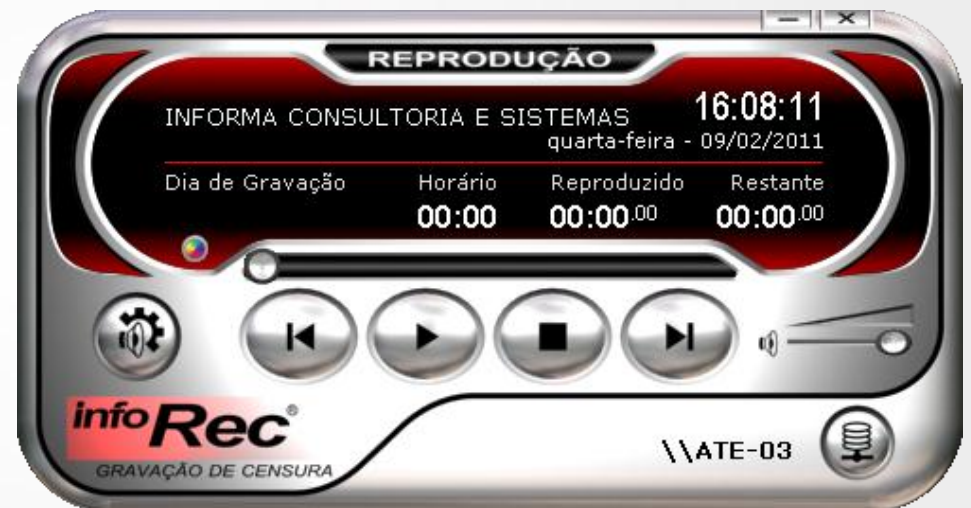 REPRODUÇÃO
INFORMA CONSULTORIA E SISTEMAS 16:08:11
quarta-feira - 09/02/2011
Dia de Gravação Horário Reproduzido Restante
00:00 00:00.00 00:00.00
infoRec®
GRAVAÇÃO DE CENSURA
\\ATE-03